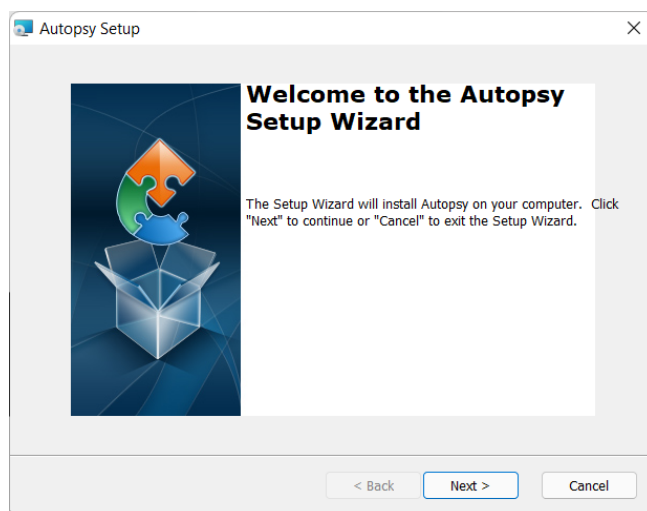 Autopsy Setup
Welcome to the Autopsy
Setup Wizard
The Setup Wizard will install Autopsy on your computer.  Click
"Next" to continue or "Cancel" to exit the Setup Wizard.
< Back Next > Cancel